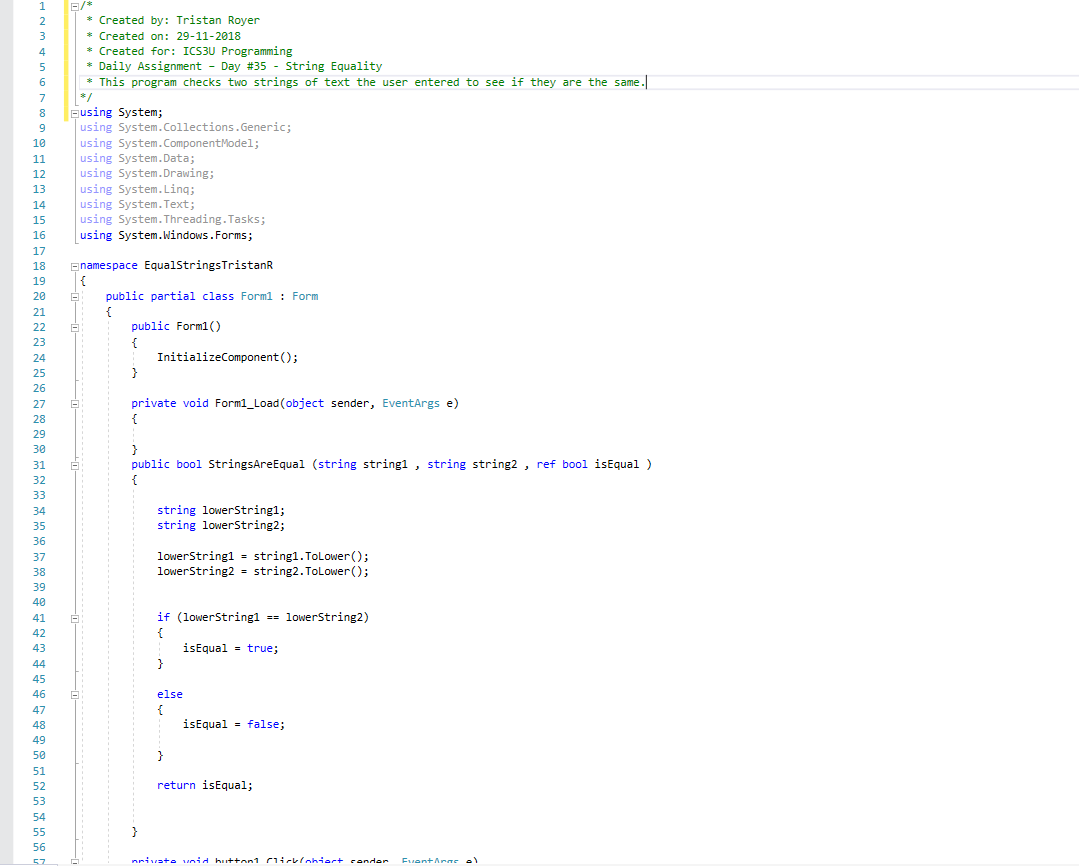 1 /*
2 * Created by: Tristan Royer
3 * Created on: 29-11-2018
4 * Created for: ICS3U Programming
5 * Daily Assignment – Day #35 - String Equality
6 * This program checks two strings of text the user entered to see if they are the same.
7 */
8 using System;
9 using System.Collections.Generic;
10 using System.ComponentModel;
11 using System.Data;
12 using System.Drawing;
13 using System.Linq;
14 using System.Text;
15 using System.Threading.Tasks;
16 using System.Windows.Forms;
17
18 namespace EqualStringsTristanR
19 {
20 public partial class Form1 : Form
21 {
22 public Form1()
23 {
24 InitializeComponent();
25 }
26
27 private void Form1_Load(object sender, EventArgs e)
28 {
29
30 }
31 public bool StringsAreEqual (string string1 , string string2 , ref bool isEqual )
32 {
33
34 string lowerString1;
35 string lowerString2;
36
37 lowerString1 = string1.ToLower();
38 lowerString2 = string2.ToLower();
39
40
41 if (lowerString1 == lowerString2)
42 {
43 isEqual = true;
44 }
45
46 else
47 {
48 isEqual = false;
49
50 }
51
52 return isEqual;
53
54
55 }
56
57 private void button1_Click(object sender, EventArgs e)